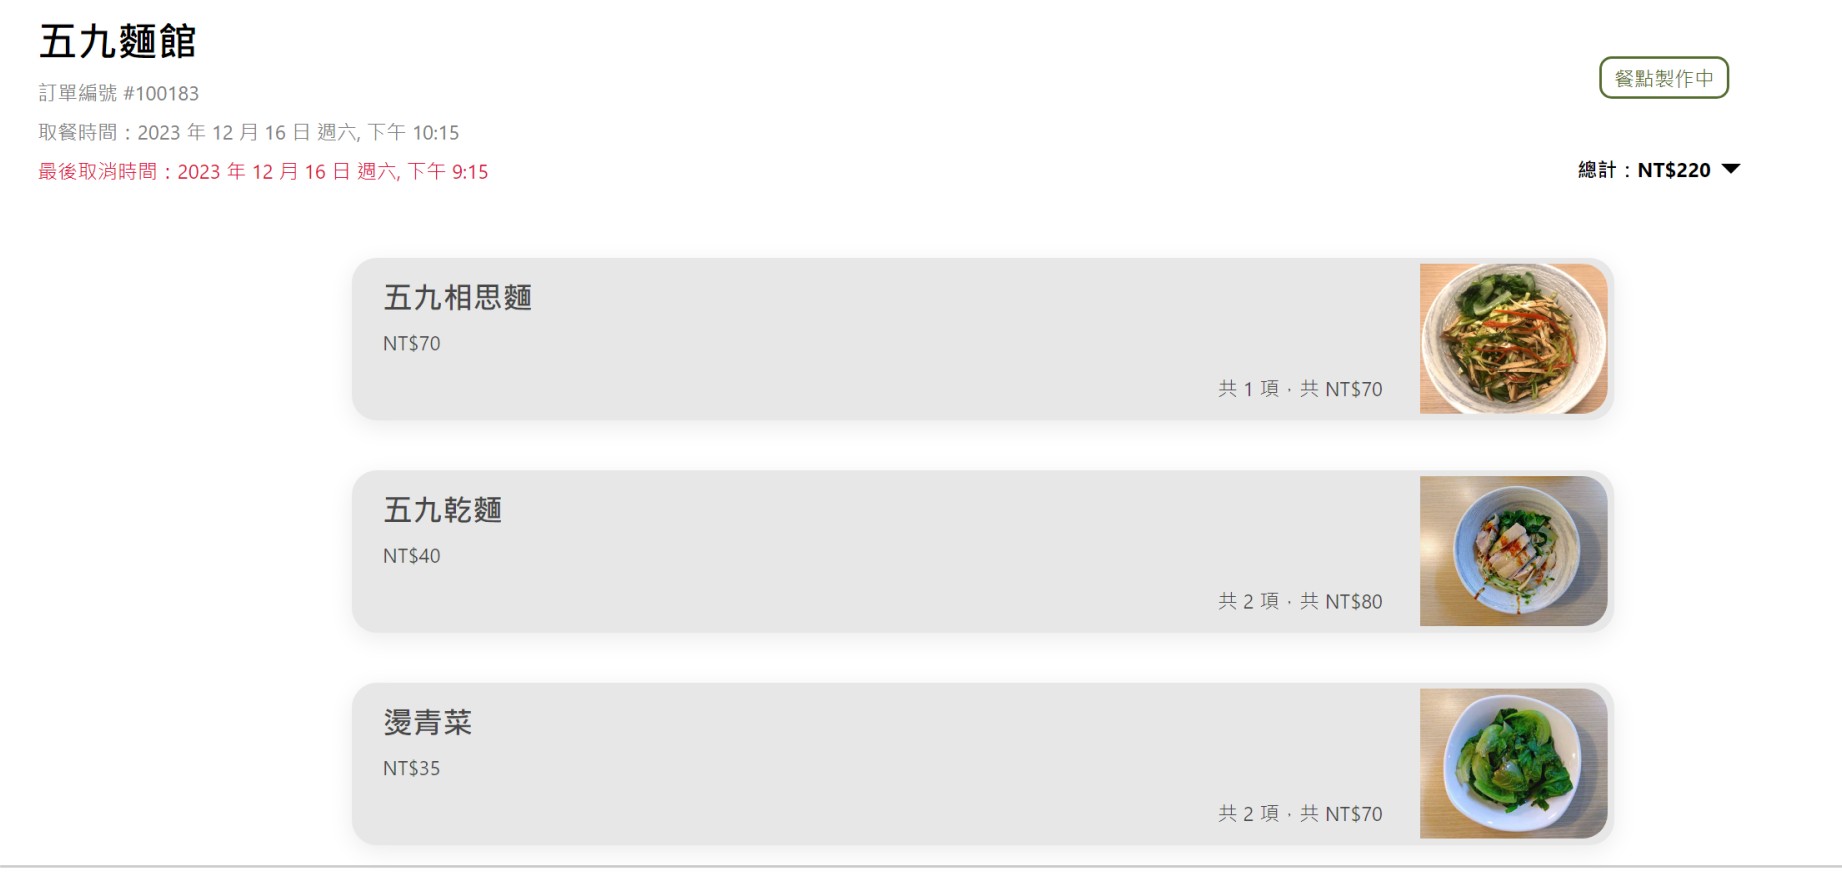 五九麵館
訂單編號 #100183
餐點製作中
取餐時間：2023 年 12 月 16 日 週六, 下午 10:15
最後取消時間：2023 年 12 月 16 日 週六, 下午 9:15
總計：NT$220
五九相思麵
NT$70
共 1 項，共 NT$70
五九乾麵
NT$40
共 2 項，共 NT$80
燙青菜
NT$35
共 2 項，共 NT$70